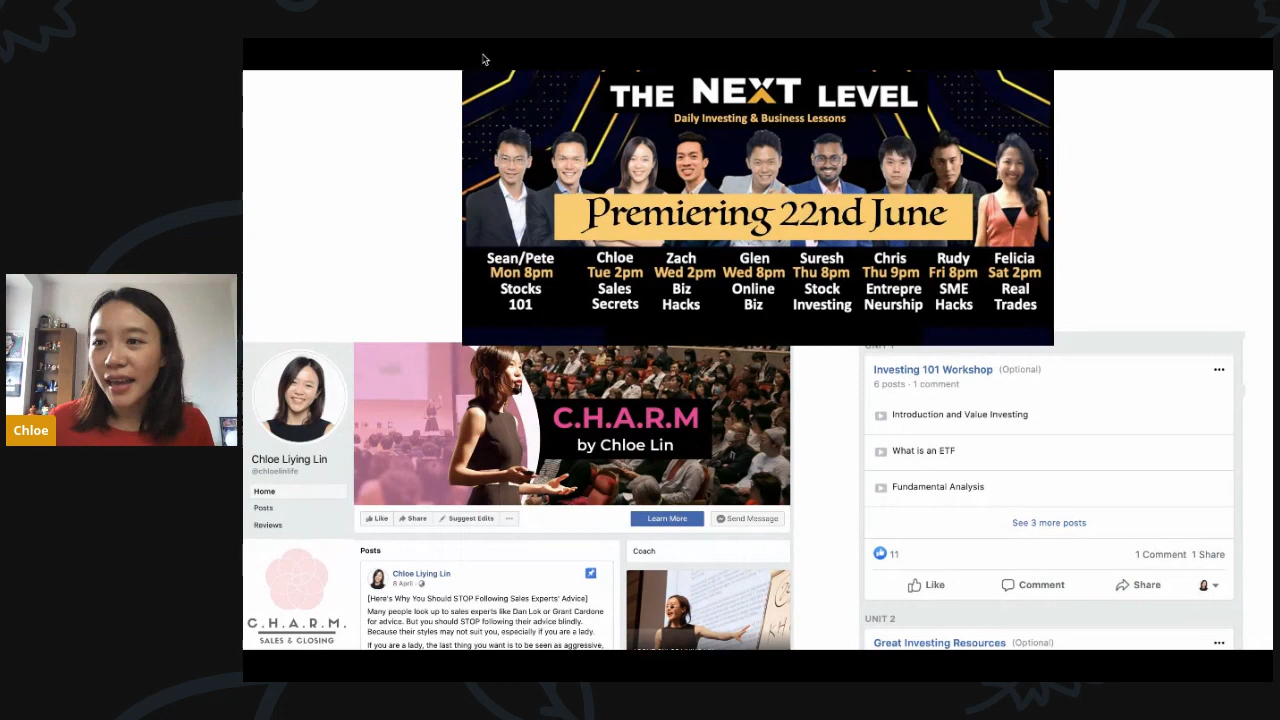 THE NEXT LEVEL
Daily Investing & Business Lessons
Premiering 22nd June
Sean/Pete
Mon 8pm
Stocks
101
Chloe
Tue 2pm
Sales
Secrets
Zach
Wed 2pm
Biz
Hacks
Glen
Wed 8pm
Online
Biz
Suresh
Thu 8pm
Stock
Investing
Chris
Thu 9pm
Entrepre
Neurship
Rudy
Fri 8pm
SME
Hacks
Felicia
Sat 2pm
Real
Trades
Chloe
Chloe Liying Lin
@chloelinlife
Home
Posts
Reviews
C.H.A.R.M.
SALES & CLOSING
C.H.A.R.M
by Chloe Lin
Like
Share
Suggest Edits
Learn More
Send Message
Posts
Chloe Liying Lin
8 April
[Here's Why You Should STOP Following Sales Experts' Advice]
Many people look up to sales experts like Dan Lok or Grant Cardone
for advice. But you should STOP following their advice blindly.
Because their styles may not suit you, especially if you are a lady.
If you are a lady, the last thing you want is to be seen as aggressive,
Coach
UNIT 1
Investing 101 Workshop (Optional)
6 posts · 1 comment
Introduction and Value Investing
What is an ETF
Fundamental Analysis
See 3 more posts
11
1 Comment 1 Share
Like
Comment
Share
UNIT 2
Great Investing Resources (Optional)